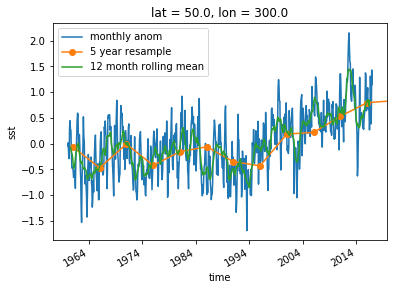 lat = 50.0, lon = 300.0
monthly anom
5 year resample
12 month rolling mean
2.0
1.5
1.0
0.5
0.0
−0.5
−1.0
−1.5
sst
1964
1974
1984
1994
2004
2014
time